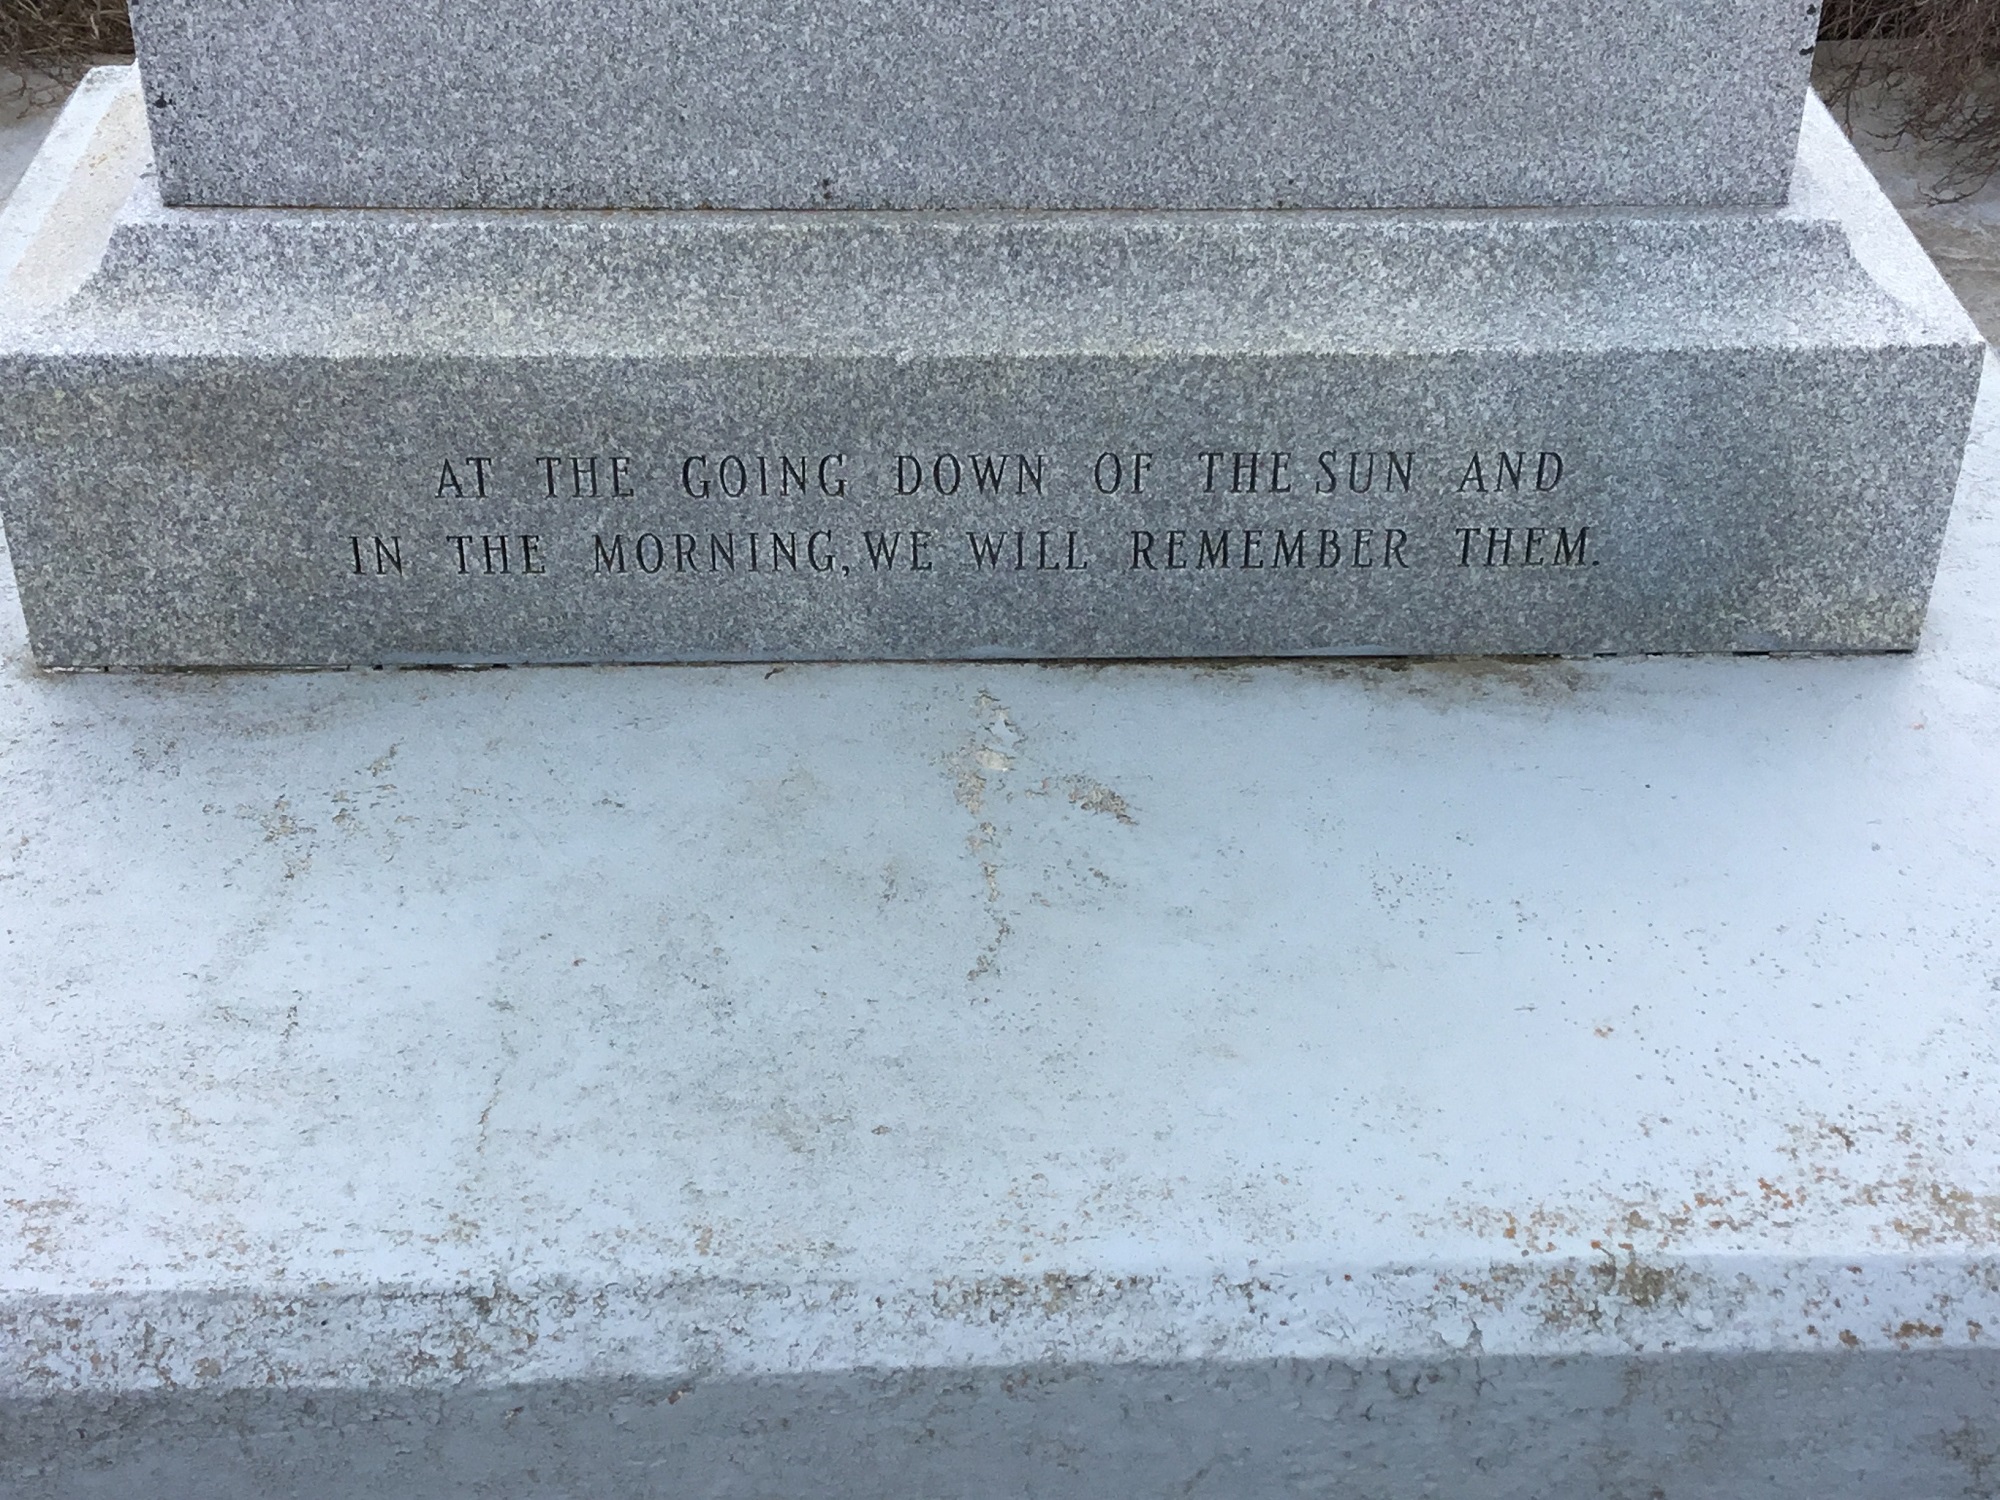 AT THE GOING DOWN OF THE SUN AND
IN THE MORNING, WE WILL REMEMBER THEM.